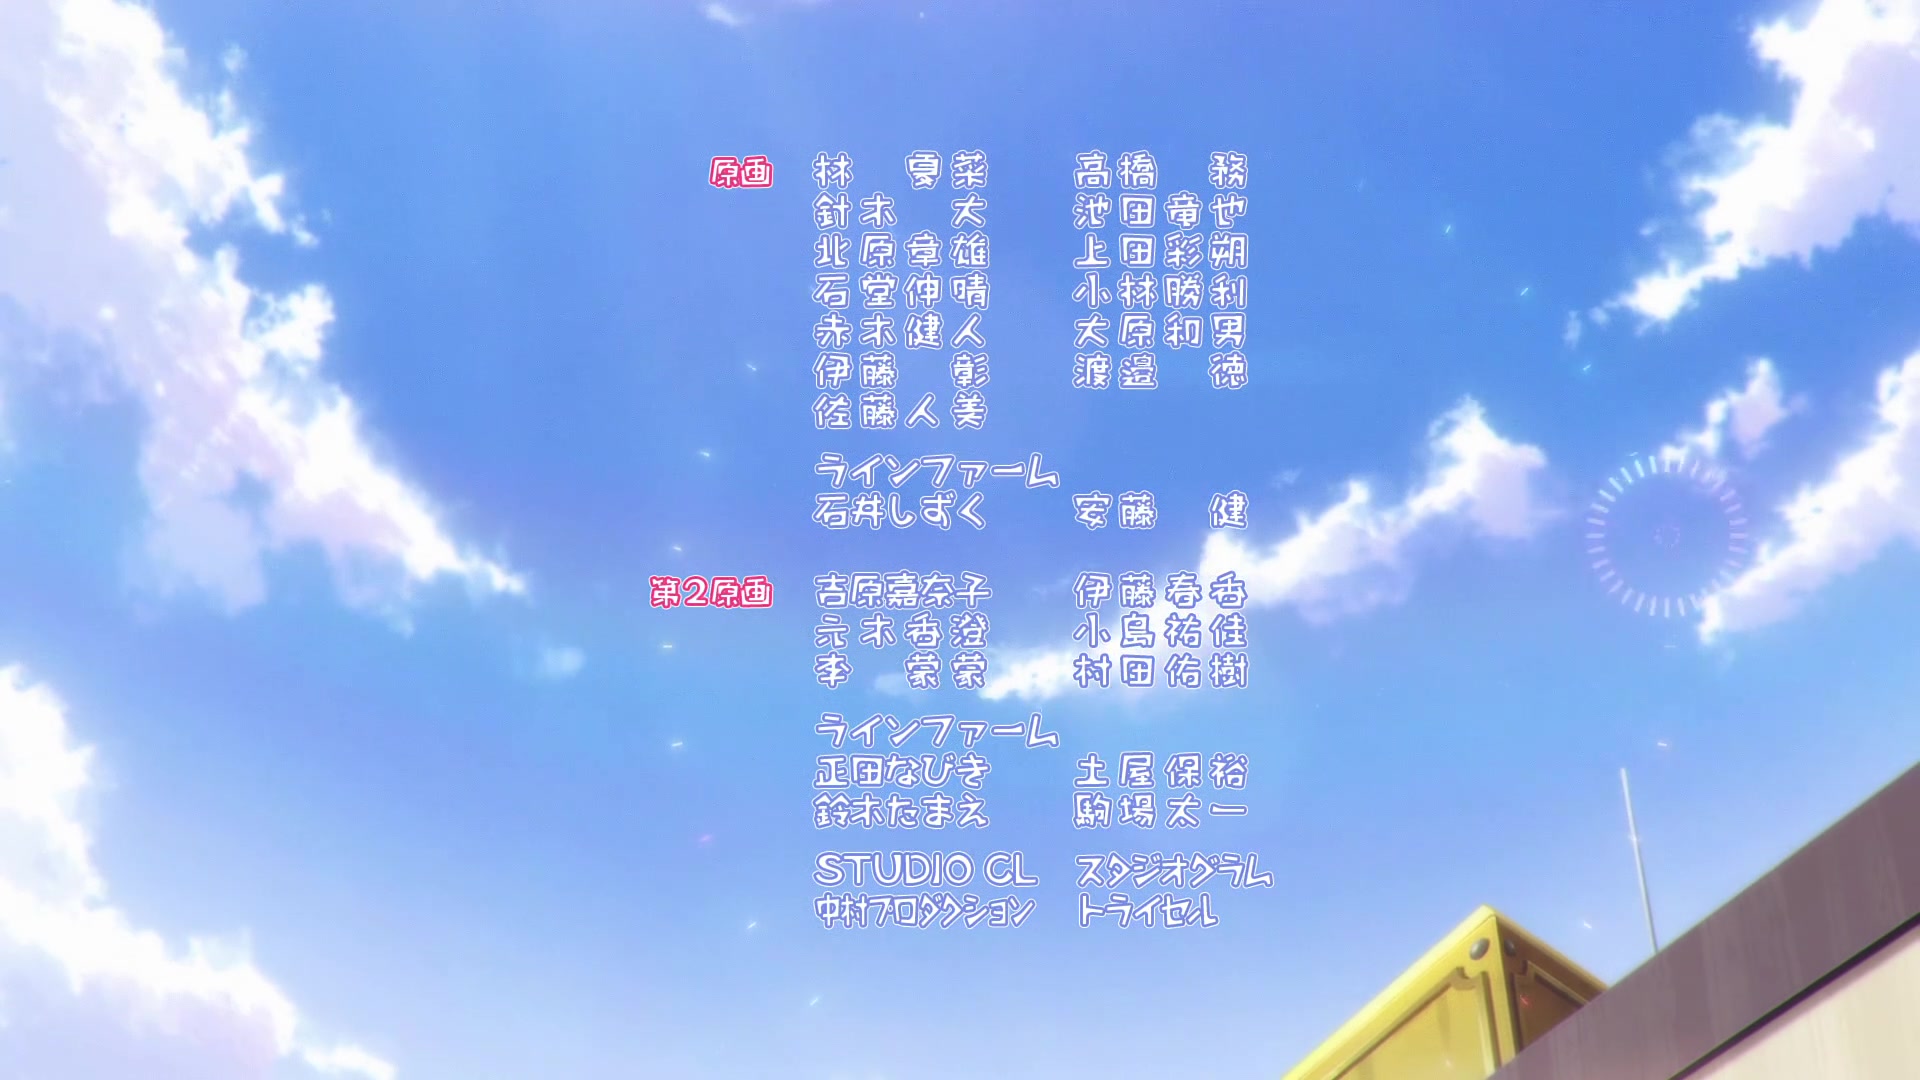 原画 林 夏菜 高橋 務
針木 大 池田竜也
北原章雄 上田彩朔
石堂伸晴 小林勝利
赤木健人 大原和男
伊藤 彰 渡邉 徳
佐藤人美
ラインファーム
石井しずく 安藤 健
第2原画 吉原嘉奈子 伊藤春香
元木香澄 小島祐佳
李 蒙蒙 村田佑樹
ラインファーム
正田なびき 土屋保裕
鈴木たまえ 駒場太一
STUDIO CL スタジオグラム
中村プロダクション トライセル